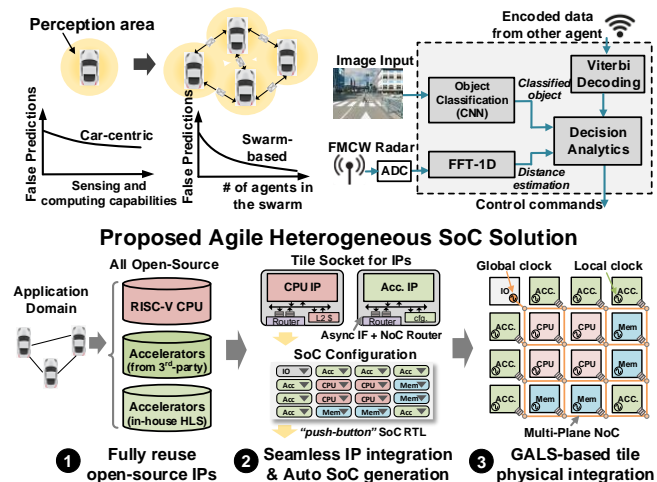 Perception area
False Predictions
Car-centric
Sensing and
computing capabilities
False Predictions
Swarm-
based
# of agents in
the swarm
Encoded data
from other agent
Image Input
Object
Classification
(CNN)
Classified
object
Viterbi
Decoding
Decision
Analytics
FMCW Radar
ADC
FFT-1D
Distance
estimation
Control commands
Proposed Agile Heterogeneous SoC Solution
Application
Domain
All Open-Source
RISC-V CPU
Accelerators
(from 3rd-party)
Accelerators
(in-house HLS)
Tile Socket for IPs
CPU IP
Router
L2 $
Acc. IP
Router
cfg.
Async IF + NoC Router
SoC Configuration
IO Acc Acc Acc
Acc CPU CPU Mem
Acc CPU CPU Mem
Acc Mem Mem Acc
“push-button” SoC RTL
Global clock
Local clock
IO ACC. ACC. ACC.
ACC. CPU CPU Mem
ACC. CPU CPU Mem
ACC. Mem Mem ACC.
Multi-Plane NoC
1 Fully reuse
open-source IPs
2 Seamless IP integration
& Auto SoC generation
3 GALS-based tile
physical integration